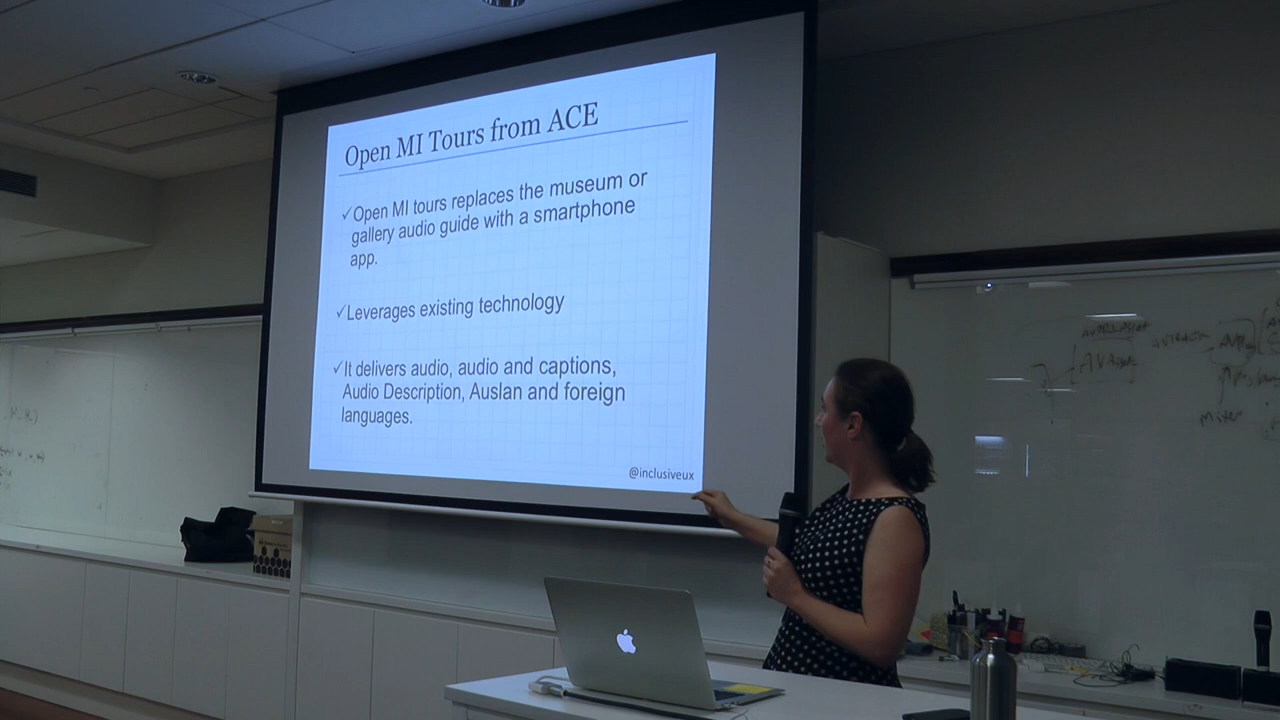 Open MI Tours from ACE
✓Open MI tours replaces the museum or
gallery audio guide with a smartphone
app.
✓Leverages existing technology
✓It delivers audio, audio and captions,
Audio Description, Auslan and foreign
languages.
@inclusiveux